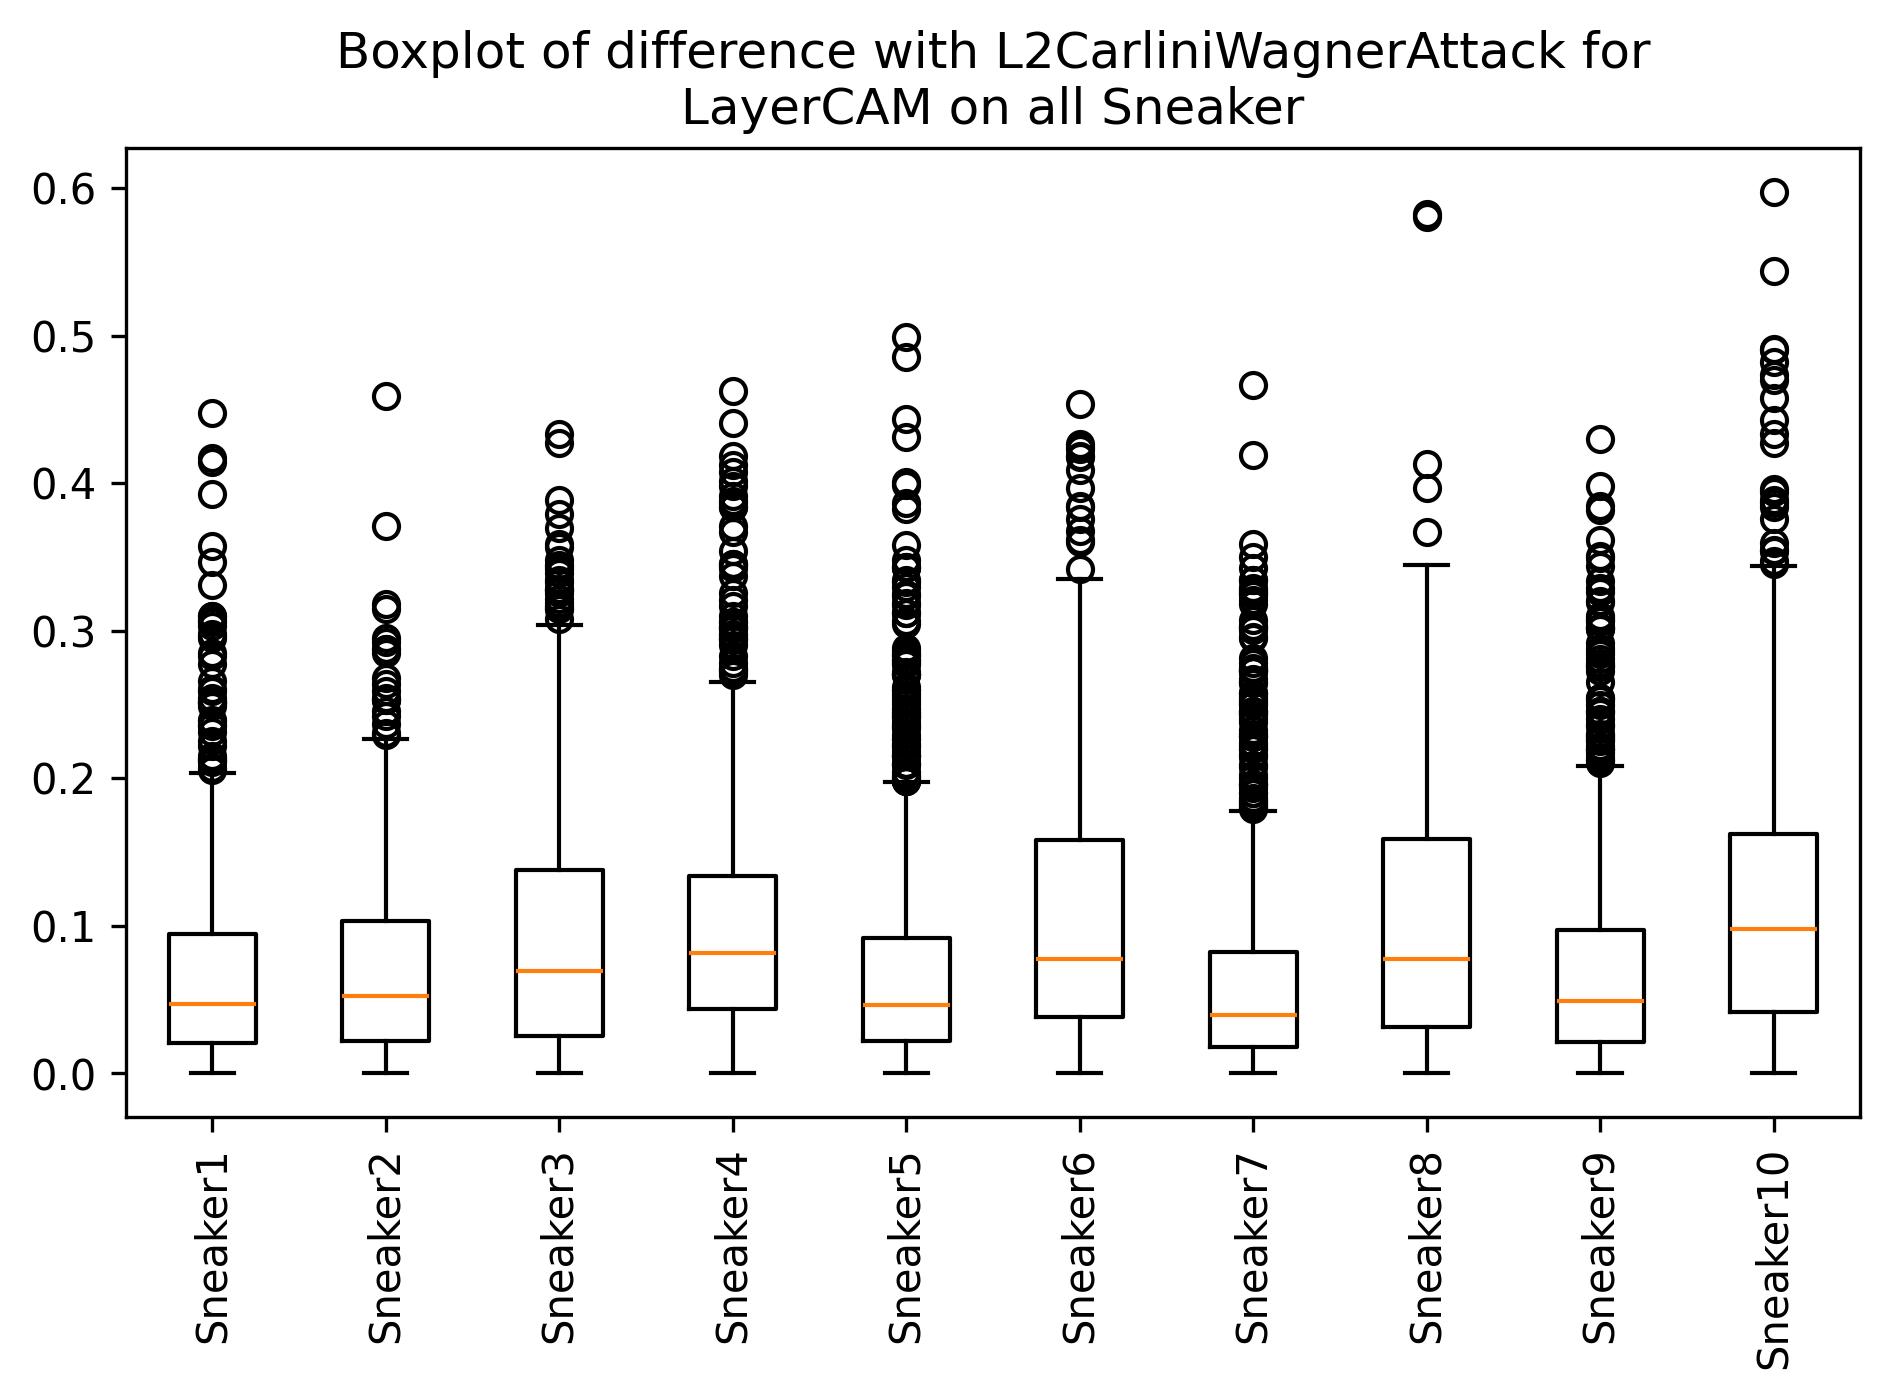 Boxplot of difference with L2CarliniWagnerAttack for
LayerCAM on all Sneaker
0.6
0.5
0.4
0.3
0.2
0.1
0.0
Sneaker1
Sneaker2
Sneaker3
Sneaker4
Sneaker5
Sneaker6
Sneaker7
Sneaker8
Sneaker9
Sneaker10